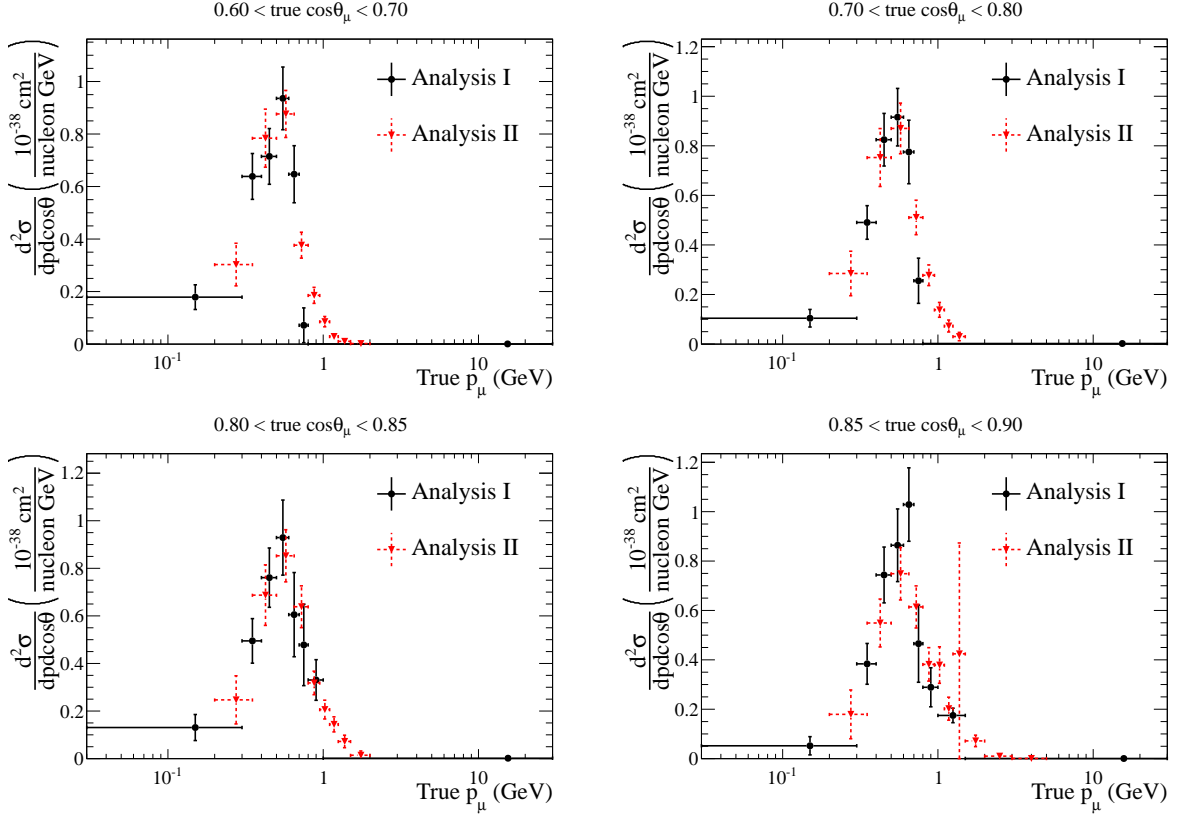 0.60 < true cosθμ < 0.70
d²σ/dpdcosθ (10⁻³⁸ cm²/nucleon GeV)
1
0.8
0.6
0.4
0.2
0
Analysis I
Analysis II
10⁻¹ 1 10
True pμ (GeV)
0.70 < true cosθμ < 0.80
d²σ/dpdcosθ (10⁻³⁸ cm²/nucleon GeV)
1.2
1
0.8
0.6
0.4
0.2
0
Analysis I
Analysis II
10⁻¹ 1 10
True pμ (GeV)
0.80 < true cosθμ < 0.85
d²σ/dpdcosθ (10⁻³⁸ cm²/nucleon GeV)
1.2
1
0.8
0.6
0.4
0.2
0
Analysis I
Analysis II
10⁻¹ 1 10
True pμ (GeV)
0.85 < true cosθμ < 0.90
d²σ/dpdcosθ (10⁻³⁸ cm²/nucleon GeV)
1.2
1
0.8
0.6
0.4
0.2
0
Analysis I
Analysis II
10⁻¹ 1 10
True pμ (GeV)